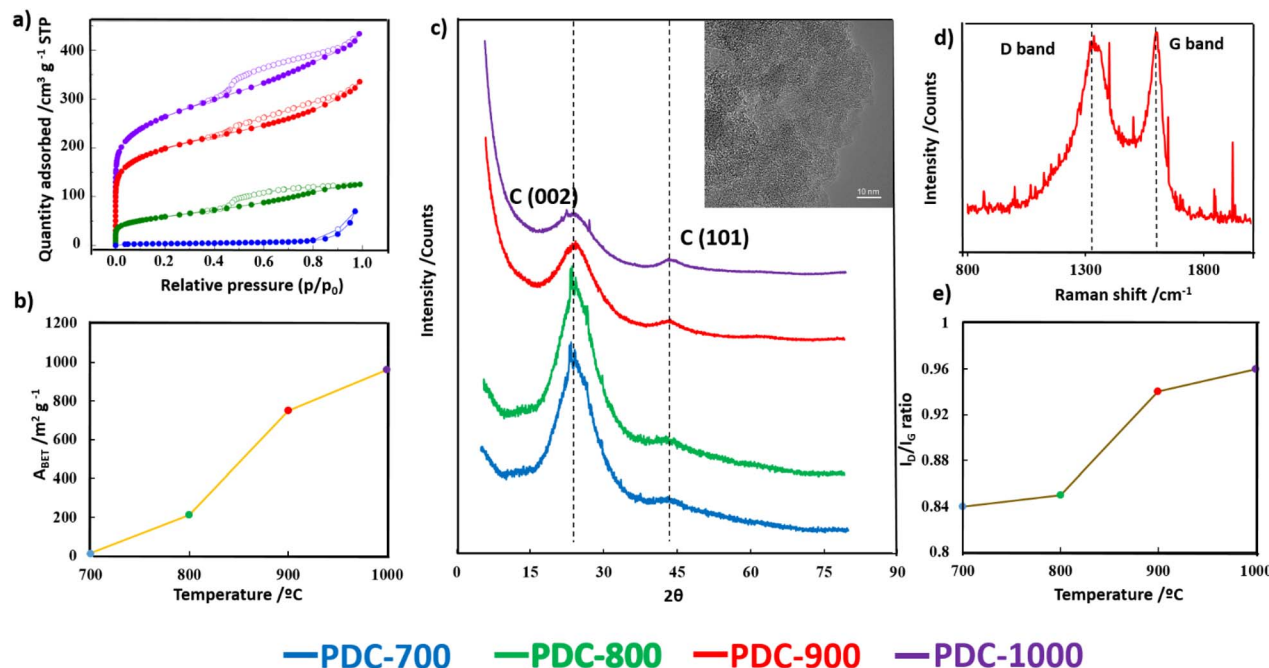 a)
Quantity adsorbed /cm³ g⁻¹ STP
400
300
200
100
0
0.0 0.2 0.4 0.6 0.8 1.0
Relative pressure (p/p₀)
b)
A_BET /m² g⁻¹
1200
1000
800
600
400
200
0
700 800 900 1000
Temperature /ºC
c)
Intensity /Counts
C (002)
C (101)
10 nm
0 15 30 45 60 75 90
2θ
d)
Intensity /Counts
D band
G band
800 1300 1800
Raman shift /cm⁻¹
e)
I_D/I_G ratio
1
0.96
0.92
0.88
0.84
0.8
700 800 900 1000
Temperature /ºC
PDC-700 PDC-800 PDC-900 PDC-1000